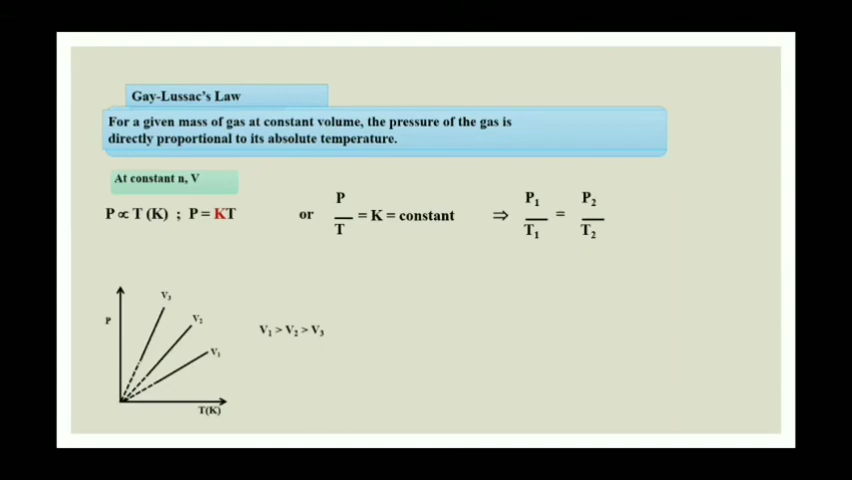 Gay-Lussac's Law
For a given mass of gas at constant volume, the pressure of the gas is
directly proportional to its absolute temperature.
At constant n, V
P ∝ T (K) ; P = KT or P/T = K = constant ⇒ P₁/T₁ = P₂/T₂
V₃
P
V₂
V₁ > V₂ > V₃
V₁
T(K)